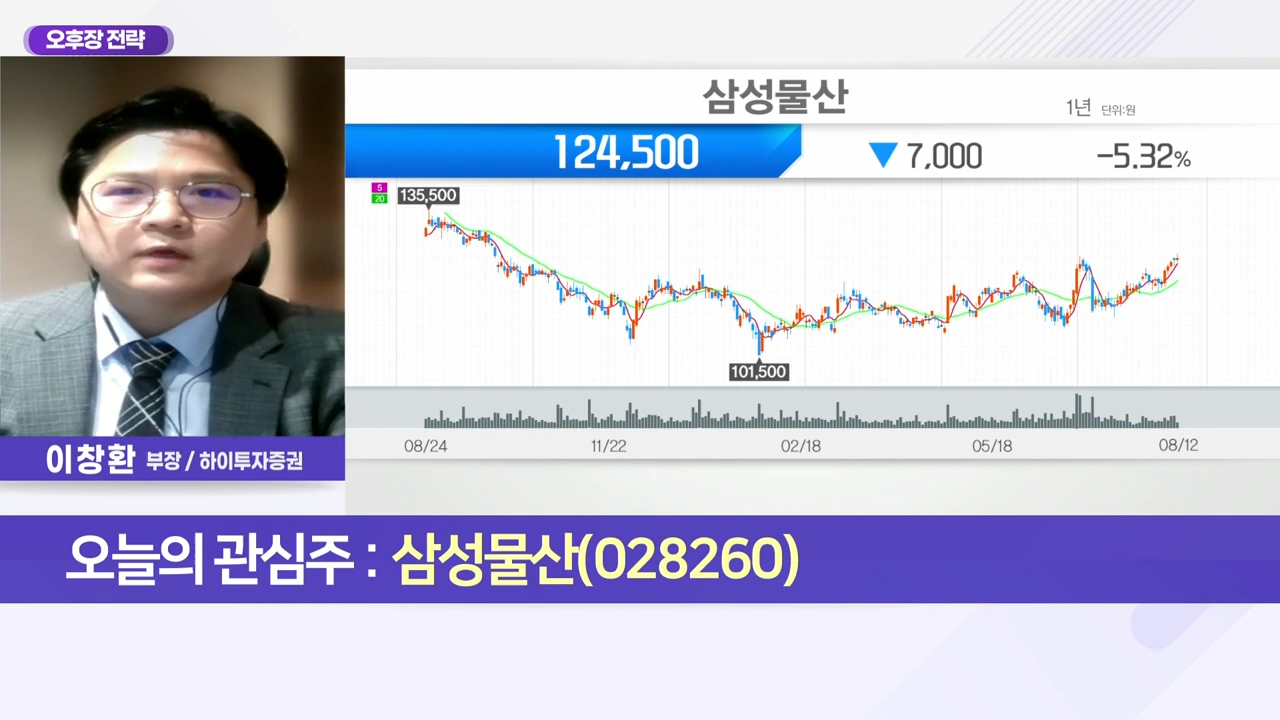 오후장 전략
삼성물산
1년 단위:원
124,500 ▼ 7,000 -5.32%
5
20
135,500
101,500
08/24 11/22 02/18 05/18 08/12
이창환 부장 / 하이투자증권
오늘의 관심주 : 삼성물산(028260)